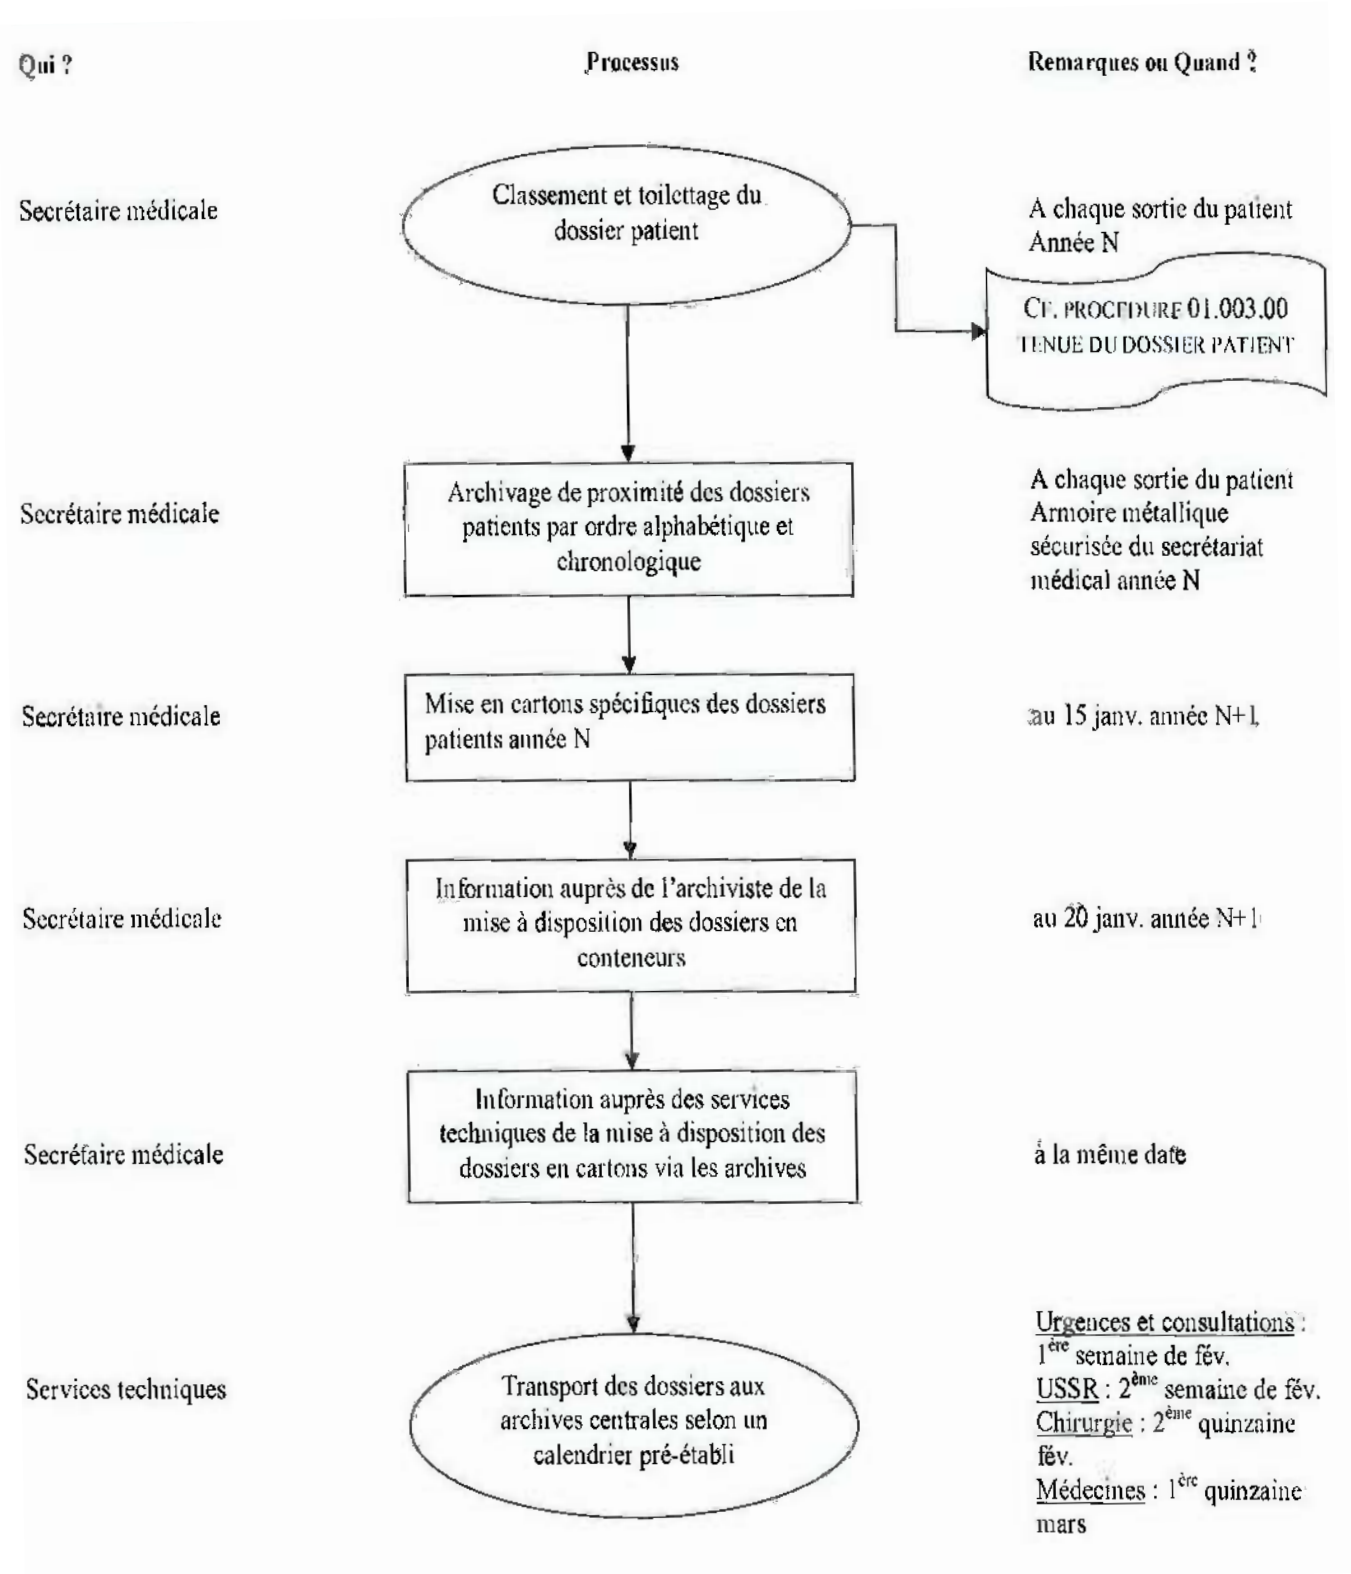 Qui ?
Processus
Remarques ou Quand ?
Secrétaire médicale
Classement et toilettage du
dossier patient
A chaque sortie du patient
Année N
CF. PROCEDURE 01.003.00
TENUE DU DOSSIER PATIENT
Secrétaire médicale
Archivage de proximité des dossiers
patients par ordre alphabétique et
chronologique
A chaque sortie du patient
Armoire métallique
sécurisée du secrétariat
médical année N
Secrétaire médicale
Mise en cartons spécifiques des dossiers
patients année N
au 15 janv. année N+1
Secrétaire médicale
Information auprès de l'archiviste de la
mise à disposition des dossiers en
conteneurs
au 20 janv. année N+1
Secrétaire médicale
Information auprès des services
techniques de la mise à disposition des
dossiers en cartons via les archives
à la même date
Services techniques
Transport des dossiers aux
archives centrales selon un
calendrier pré-établi
Urgences et consultations :
1ère semaine de fév.
USSR : 2ème semaine de fév.
Chirurgie : 2ème quinzaine
fév.
Médecines : 1ère quinzaine
mars